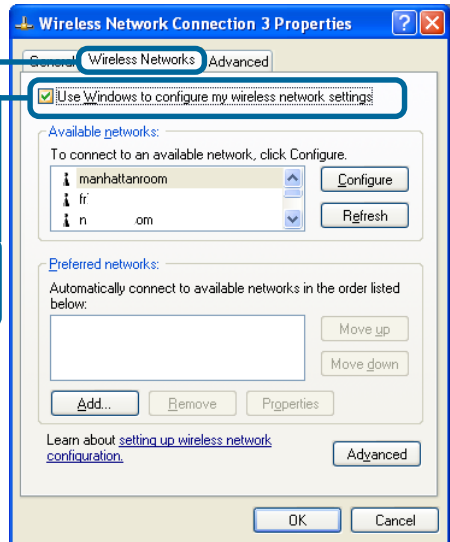 Wireless Network Connection 3 Properties
General Wireless Networks Advanced
Use Windows to configure my wireless network settings
Available networks:
To connect to an available network, click Configure.
manhattanroom
Configure
Refresh
Preferred networks:
Automatically connect to available networks in the order listed
below:
Move up
Move down
Add... Remove Properties
Learn about setting up wireless network
configuration.
Advanced
OK Cancel